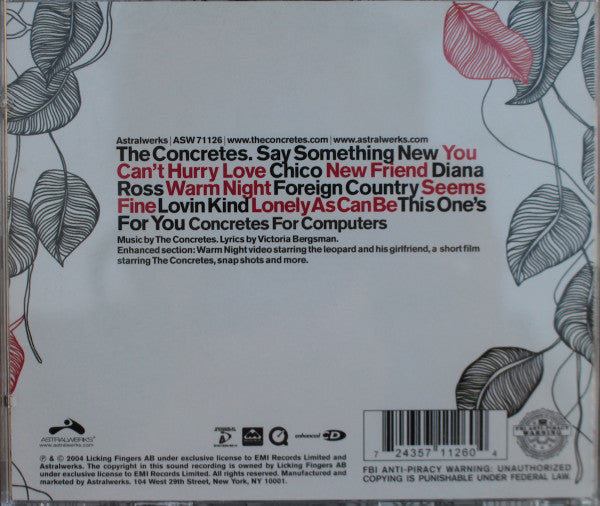 Astralwerks | ASW 71126 | www.theconcretes.com | www.astralwerks.com
The Concretes. Say Something New You
Can't Hurry Love Chico New Friend Diana
Ross Warm Night Foreign Country Seems
Fine Lovin Kind Lonely As Can Be This One's
For You Concretes For Computers
Music by The Concretes. Lyrics by Victoria Bergsman.
Enhanced section: Warm Night video starring the leopard and his girlfriend, a short film
starring The Concretes, snap shots and more.
ASTRALWERKS
www.astralwerks.com
enhanced CD
7 24357 11260 4
FBI ANTI-PIRACY
WARNING
℗ & © 2004 Licking Fingers AB under exclusive license to EMI Records Limited and
Astralwerks. The copyright in this sound recording is owned by Licking Fingers AB
under exclusive license to EMI Records Limited. All rights reserved. Manufactured and
marketed by Astralwerks. 104 West 29th Street, New York, NY 10001.
FBI ANTI-PIRACY WARNING: UNAUTHORIZED
COPYING IS PUNISHABLE UNDER FEDERAL LAW.